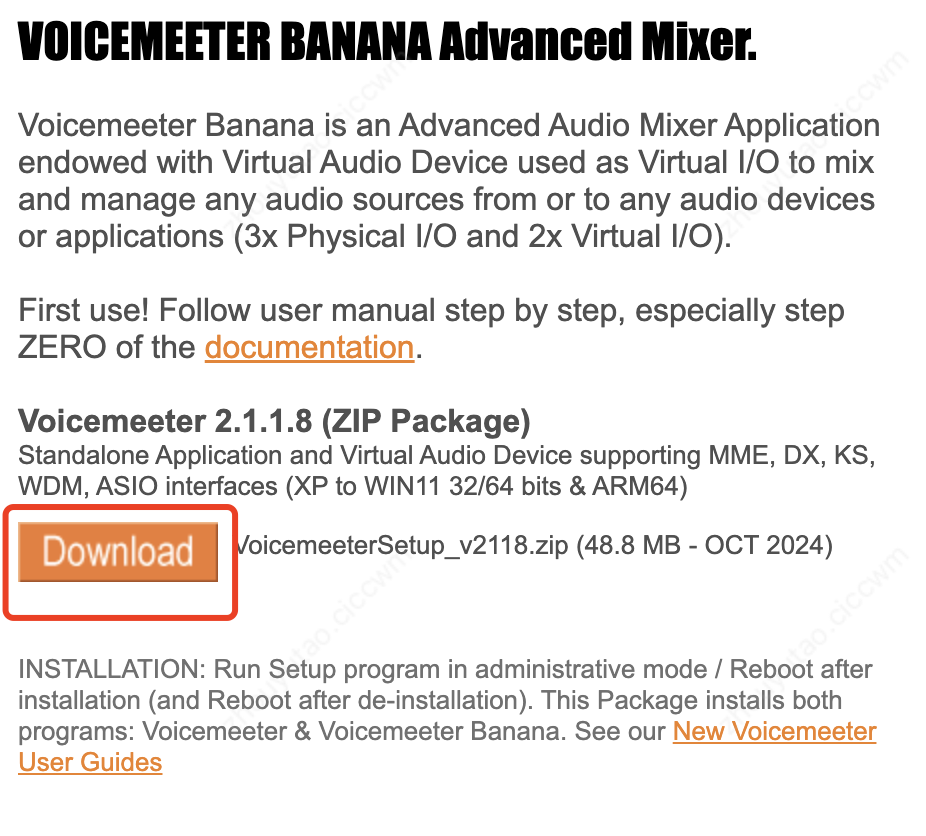 VOICEMEETER BANANA Advanced Mixer.
Voicemeeter Banana is an Advanced Audio Mixer Application
endowed with Virtual Audio Device used as Virtual I/O to mix
and manage any audio sources from or to any audio devices
or applications (3x Physical I/O and 2x Virtual I/O).
First use! Follow user manual step by step, especially step
ZERO of the documentation.
Voicemeeter 2.1.1.8 (ZIP Package)
Standalone Application and Virtual Audio Device supporting MME, DX, KS,
WDM, ASIO interfaces (XP to WIN11 32/64 bits & ARM64)
Download VoicemeeterSetup_v2118.zip (48.8 MB - OCT 2024)
INSTALLATION: Run Setup program in administrative mode / Reboot after
installation (and Reboot after de-installation). This Package installs both
programs: Voicemeeter & Voicemeeter Banana. See our New Voicemeeter
User Guides